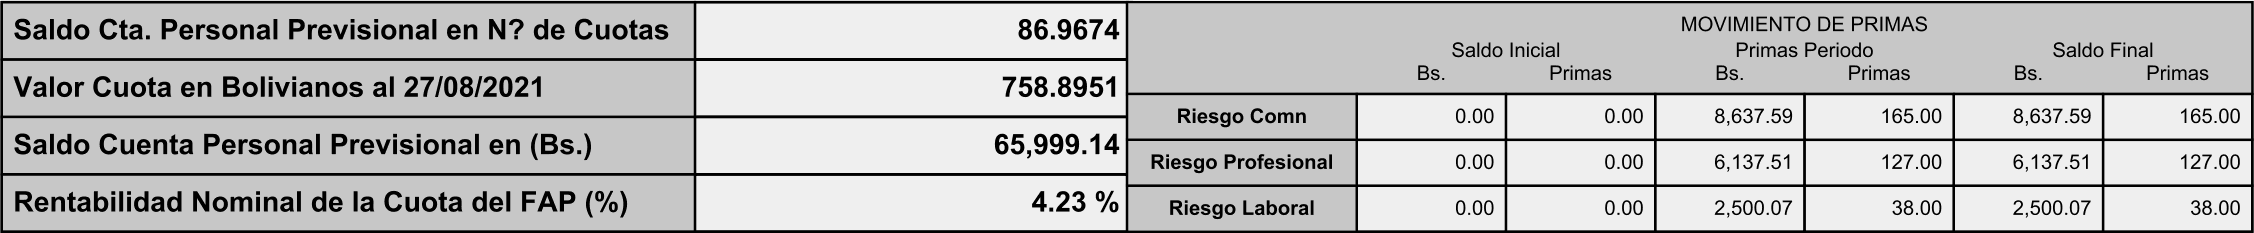 Saldo Cta. Personal Previsional en N? de Cuotas 86.9674
Valor Cuota en Bolivianos al 27/08/2021 758.8951
Saldo Cuenta Personal Previsional en (Bs.) 65,999.14
Rentabilidad Nominal de la Cuota del FAP (%) 4.23 %
MOVIMIENTO DE PRIMAS
Saldo Inicial Primas Periodo Saldo Final
Bs. Primas Bs. Primas Bs. Primas
Riesgo Comn 0.00 0.00 8,637.59 165.00 8,637.59 165.00
Riesgo Profesional 0.00 0.00 6,137.51 127.00 6,137.51 127.00
Riesgo Laboral 0.00 0.00 2,500.07 38.00 2,500.07 38.00